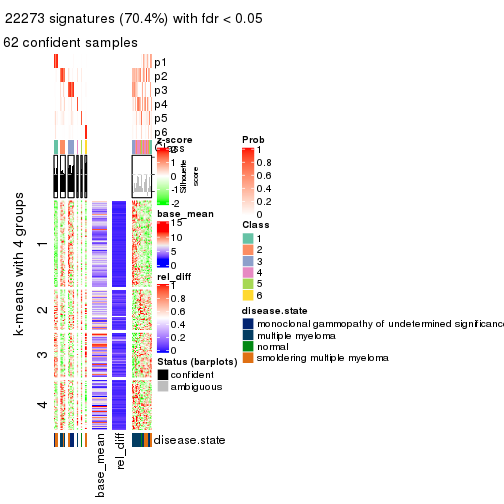 22273 signatures (70.4%) with fdr < 0.05
62 confident samples
p1
p2
p3
p4
p5
p6
Class
z-score
2
1
0
-1
-2
Silhouette
score
base_mean
15
10
5
0
rel_diff
1
0.8
0.6
0.4
0.2
0
Status (barplots)
confident
ambiguous
Prob
1
0.8
0.6
0.4
0.2
0
Class
1
2
3
4
5
6
disease.state
monoclonal gammopathy of undetermined significance
multiple myeloma
normal
smoldering multiple myeloma
k-means with 4 groups
1
2
3
4
base_mean
rel_diff
disease.state